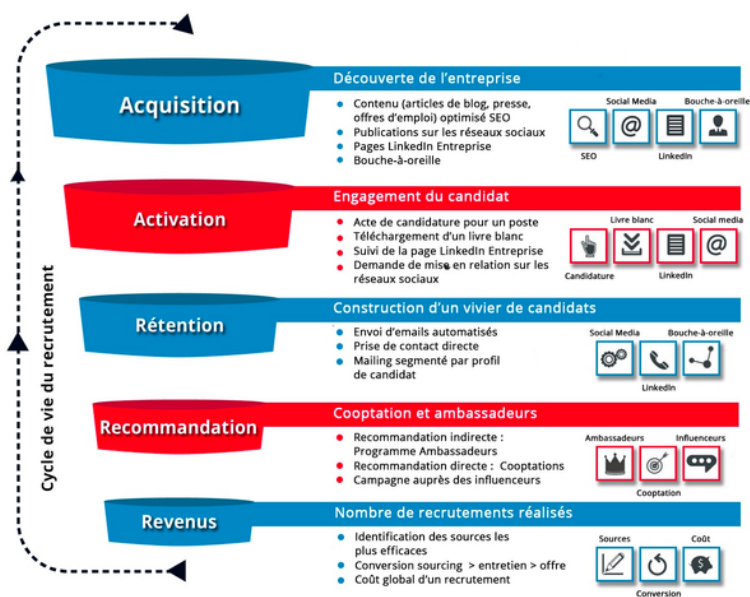 Cycle de vie du recrutement
Acquisition
Découverte de l'entreprise
Contenu (articles de blog, presse,
offres d'emploi) optimisé SEO
Publications sur les réseaux sociaux
Pages LinkedIn Entreprise
Bouche-à-oreille
Social Media
Bouche-à-oreille
SEO
LinkedIn
Activation
Engagement du candidat
Acte de candidature pour un poste
Téléchargement d'un livre blanc
Suivi de la page LinkedIn Entreprise
Demande de mise en relation sur les
réseaux sociaux
Livre blanc
Social media
Candidature
LinkedIn
Rétention
Construction d'un vivier de candidats
Envoi d'emails automatisés
Prise de contact directe
Mailing segmenté par profil
de candidat
Social Media
Bouche-à-oreille
LinkedIn
Recommandation
Cooptation et ambassadeurs
Recommandation indirecte :
Programme Ambassadeurs
Recommandation directe : Cooptations
Campagne auprès des influenceurs
Ambassadeurs
Influenceurs
Cooptation
Revenus
Nombre de recrutements réalisés
Identification des sources les
plus efficaces
Conversion sourcing > entretien > offre
Coût global d'un recrutement
Sources
Coût
Conversion